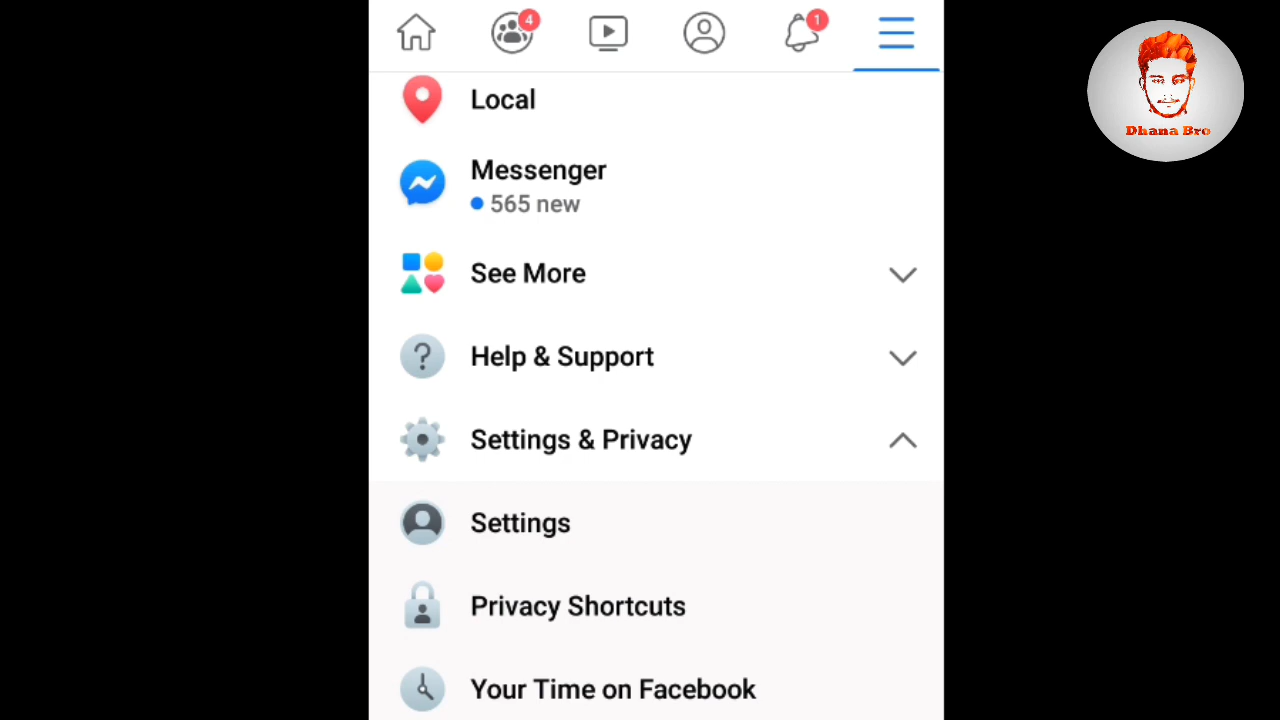 4
1
Dhana Bro
Local
Messenger
565 new
See More
Help & Support
Settings & Privacy
Settings
Privacy Shortcuts
Your Time on Facebook